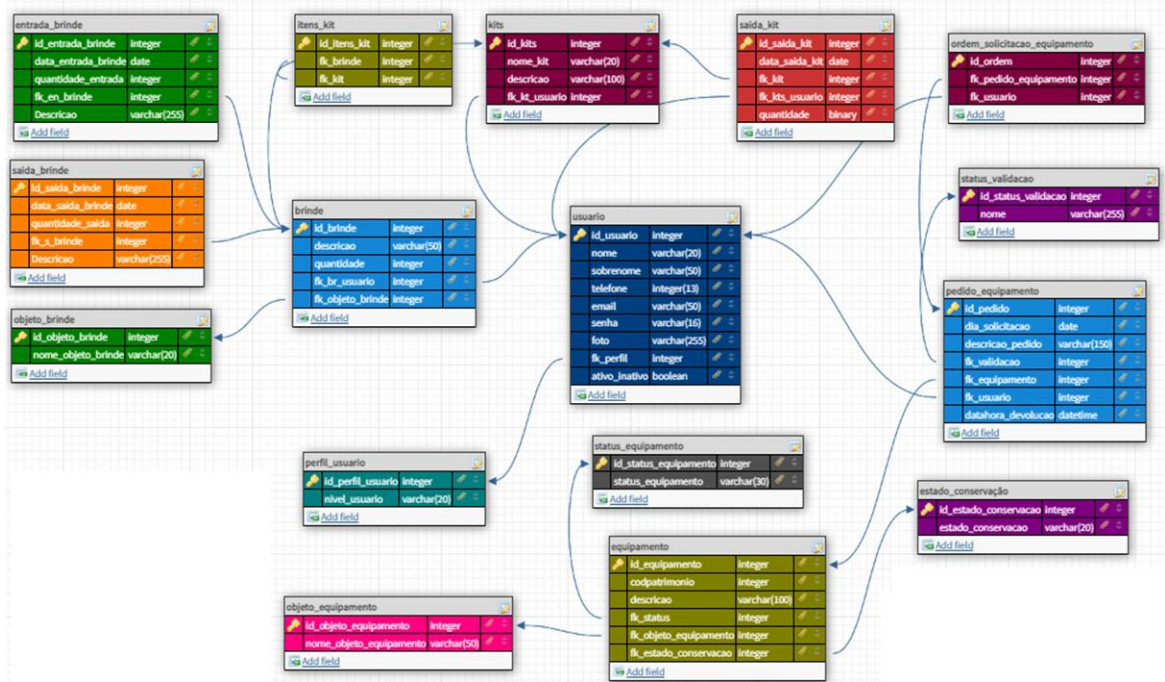 entrada_brinde
id_entrada_brinde integer
data_entrada_brinde date
quantidade_entrada integer
fk_en_brinde integer
Descricao varchar(255)
Add field
itens_kit
id_itens_kit integer
fk_brinde integer
fk_kit integer
Add field
kits
id_kits integer
nome_kit varchar(20)
descricao varchar(100)
fk_kt_usuario integer
Add field
saida_kit
id_saida_kit integer
data_saida_kit date
fk_kit integer
fk_kts_usuario integer
quantidade binary
Add field
ordem_solicitacao_equipamento
id_ordem integer
fk_pedido_equipamento integer
fk_usuario integer
Add field
saida_brinde
id_saida_brinde integer
data_saida_brinde date
quantidade_saida integer
fk_s_brinde integer
Descricao varchar(255)
Add field
brinde
id_brinde integer
descricao varchar(50)
quantidade integer
fk_br_usuario integer
fk_objeto_brinde integer
Add field
usuario
id_usuario integer
nome varchar(20)
sobrenome varchar(50)
telefone integer(13)
email varchar(50)
senha varchar(16)
foto varchar(255)
fk_perfil integer
ativo_inativo boolean
Add field
status_validacao
id_status_validacao integer
nome varchar(255)
Add field
pedido_equipamento
id_pedido integer
dia_solicitacao date
descricao_pedido varchar(150)
fk_validacao integer
fk_equipamento integer
fk_usuario integer
datahora_devolucao datetime
Add field
objeto_brinde
id_objeto_brinde integer
nome_objeto_brinde varchar(20)
Add field
perfil_usuario
id_perfil_usuario integer
nivel_usuario varchar(20)
Add field
status_equipamento
id_status_equipamento integer
status_equipamento varchar(30)
Add field
estado_conservação
id_estado_conservacao integer
estado_conservacao varchar(20)
Add field
equipamento
id_equipamento integer
codpatrimonio integer
descricao varchar(100)
fk_status integer
fk_objeto_equipamento integer
fk_estado_conservacao integer
Add field
objeto_equipamento
id_objeto_equipamento integer
nome_objeto_equipamento varchar(50)
Add field